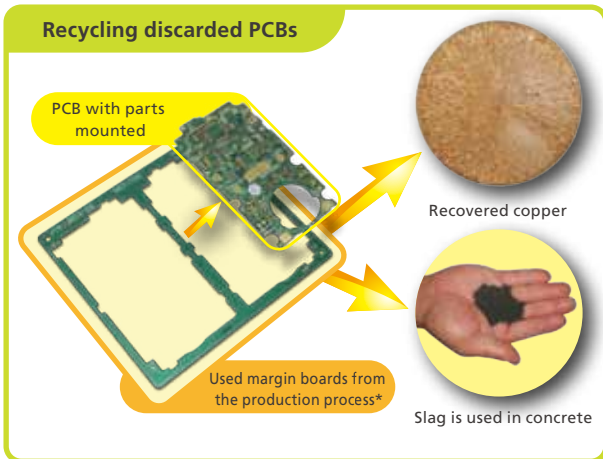 Recycling discarded PCBs
PCB with parts
mounted
Recovered copper
Used margin boards from
the production process*
Slag is used in concrete